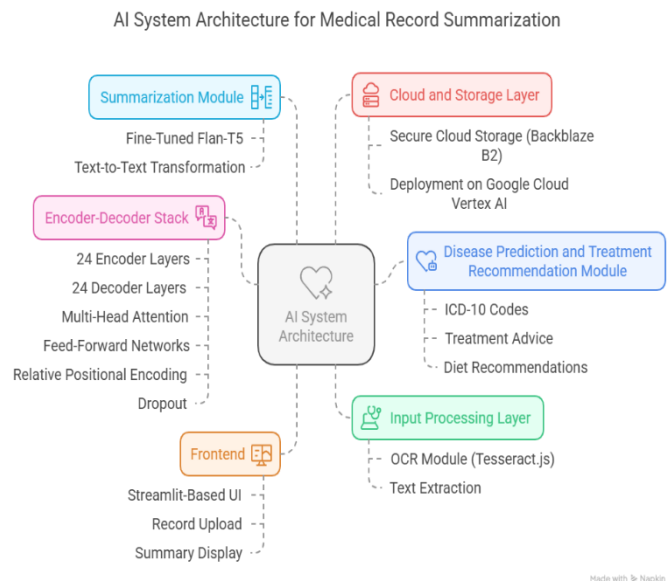 AI System Architecture for Medical Record Summarization
Summarization Module
Fine-Tuned Flan-T5
Text-to-Text Transformation
Encoder-Decoder Stack
24 Encoder Layers
24 Decoder Layers
Multi-Head Attention
Feed-Forward Networks
Relative Positional Encoding
Dropout
Frontend
Streamlit-Based UI
Record Upload
Summary Display
AI System
Architecture
Cloud and Storage Layer
Secure Cloud Storage (Backblaze
B2)
Deployment on Google Cloud
Vertex AI
Disease Prediction and Treatment
Recommendation Module
ICD-10 Codes
Treatment Advice
Diet Recommendations
Input Processing Layer
OCR Module (Tesseract.js)
Text Extraction
Made with Napkin